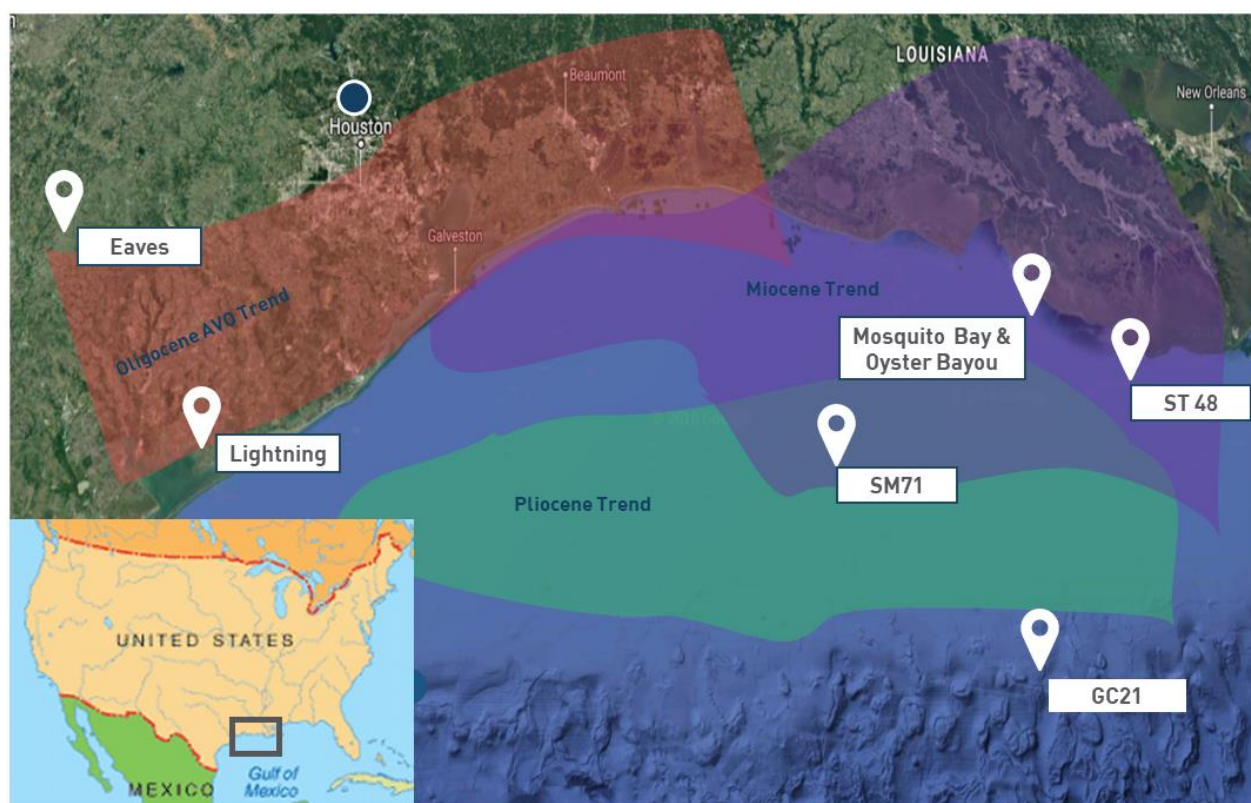 LOUISIANA
Beaumont
New Orleans
Houston
Eaves
Galveston
Oligocene AVO Trend
Miocene Trend
Mosquito Bay &
Oyster Bayou
ST 48
Lightning
SM71
Pliocene Trend
GC21
UNITED STATES
MEXICO
Gulf of
Mexico